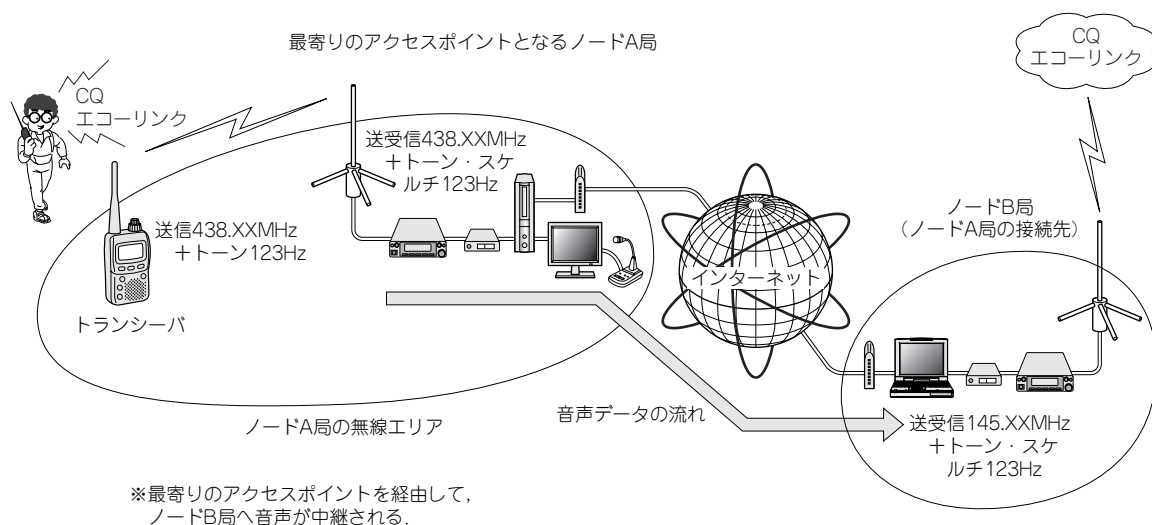 最寄りのアクセスポイントとなるノードA局
CQ
エコーリンク
CQ
エコーリンク
送受信438.XXMHz
+トーン・スケ
ルチ123Hz
送信438.XXMHz
+トーン123Hz
トランシーバ
ノードB局
(ノードA局の接続先)
インターネット
ノードA局の無線エリア
音声データの流れ
送受信145.XXMHz
+トーン・スケ
ルチ123Hz
※最寄りのアクセスポイントを経由して,
ノードB局へ音声が中継される.